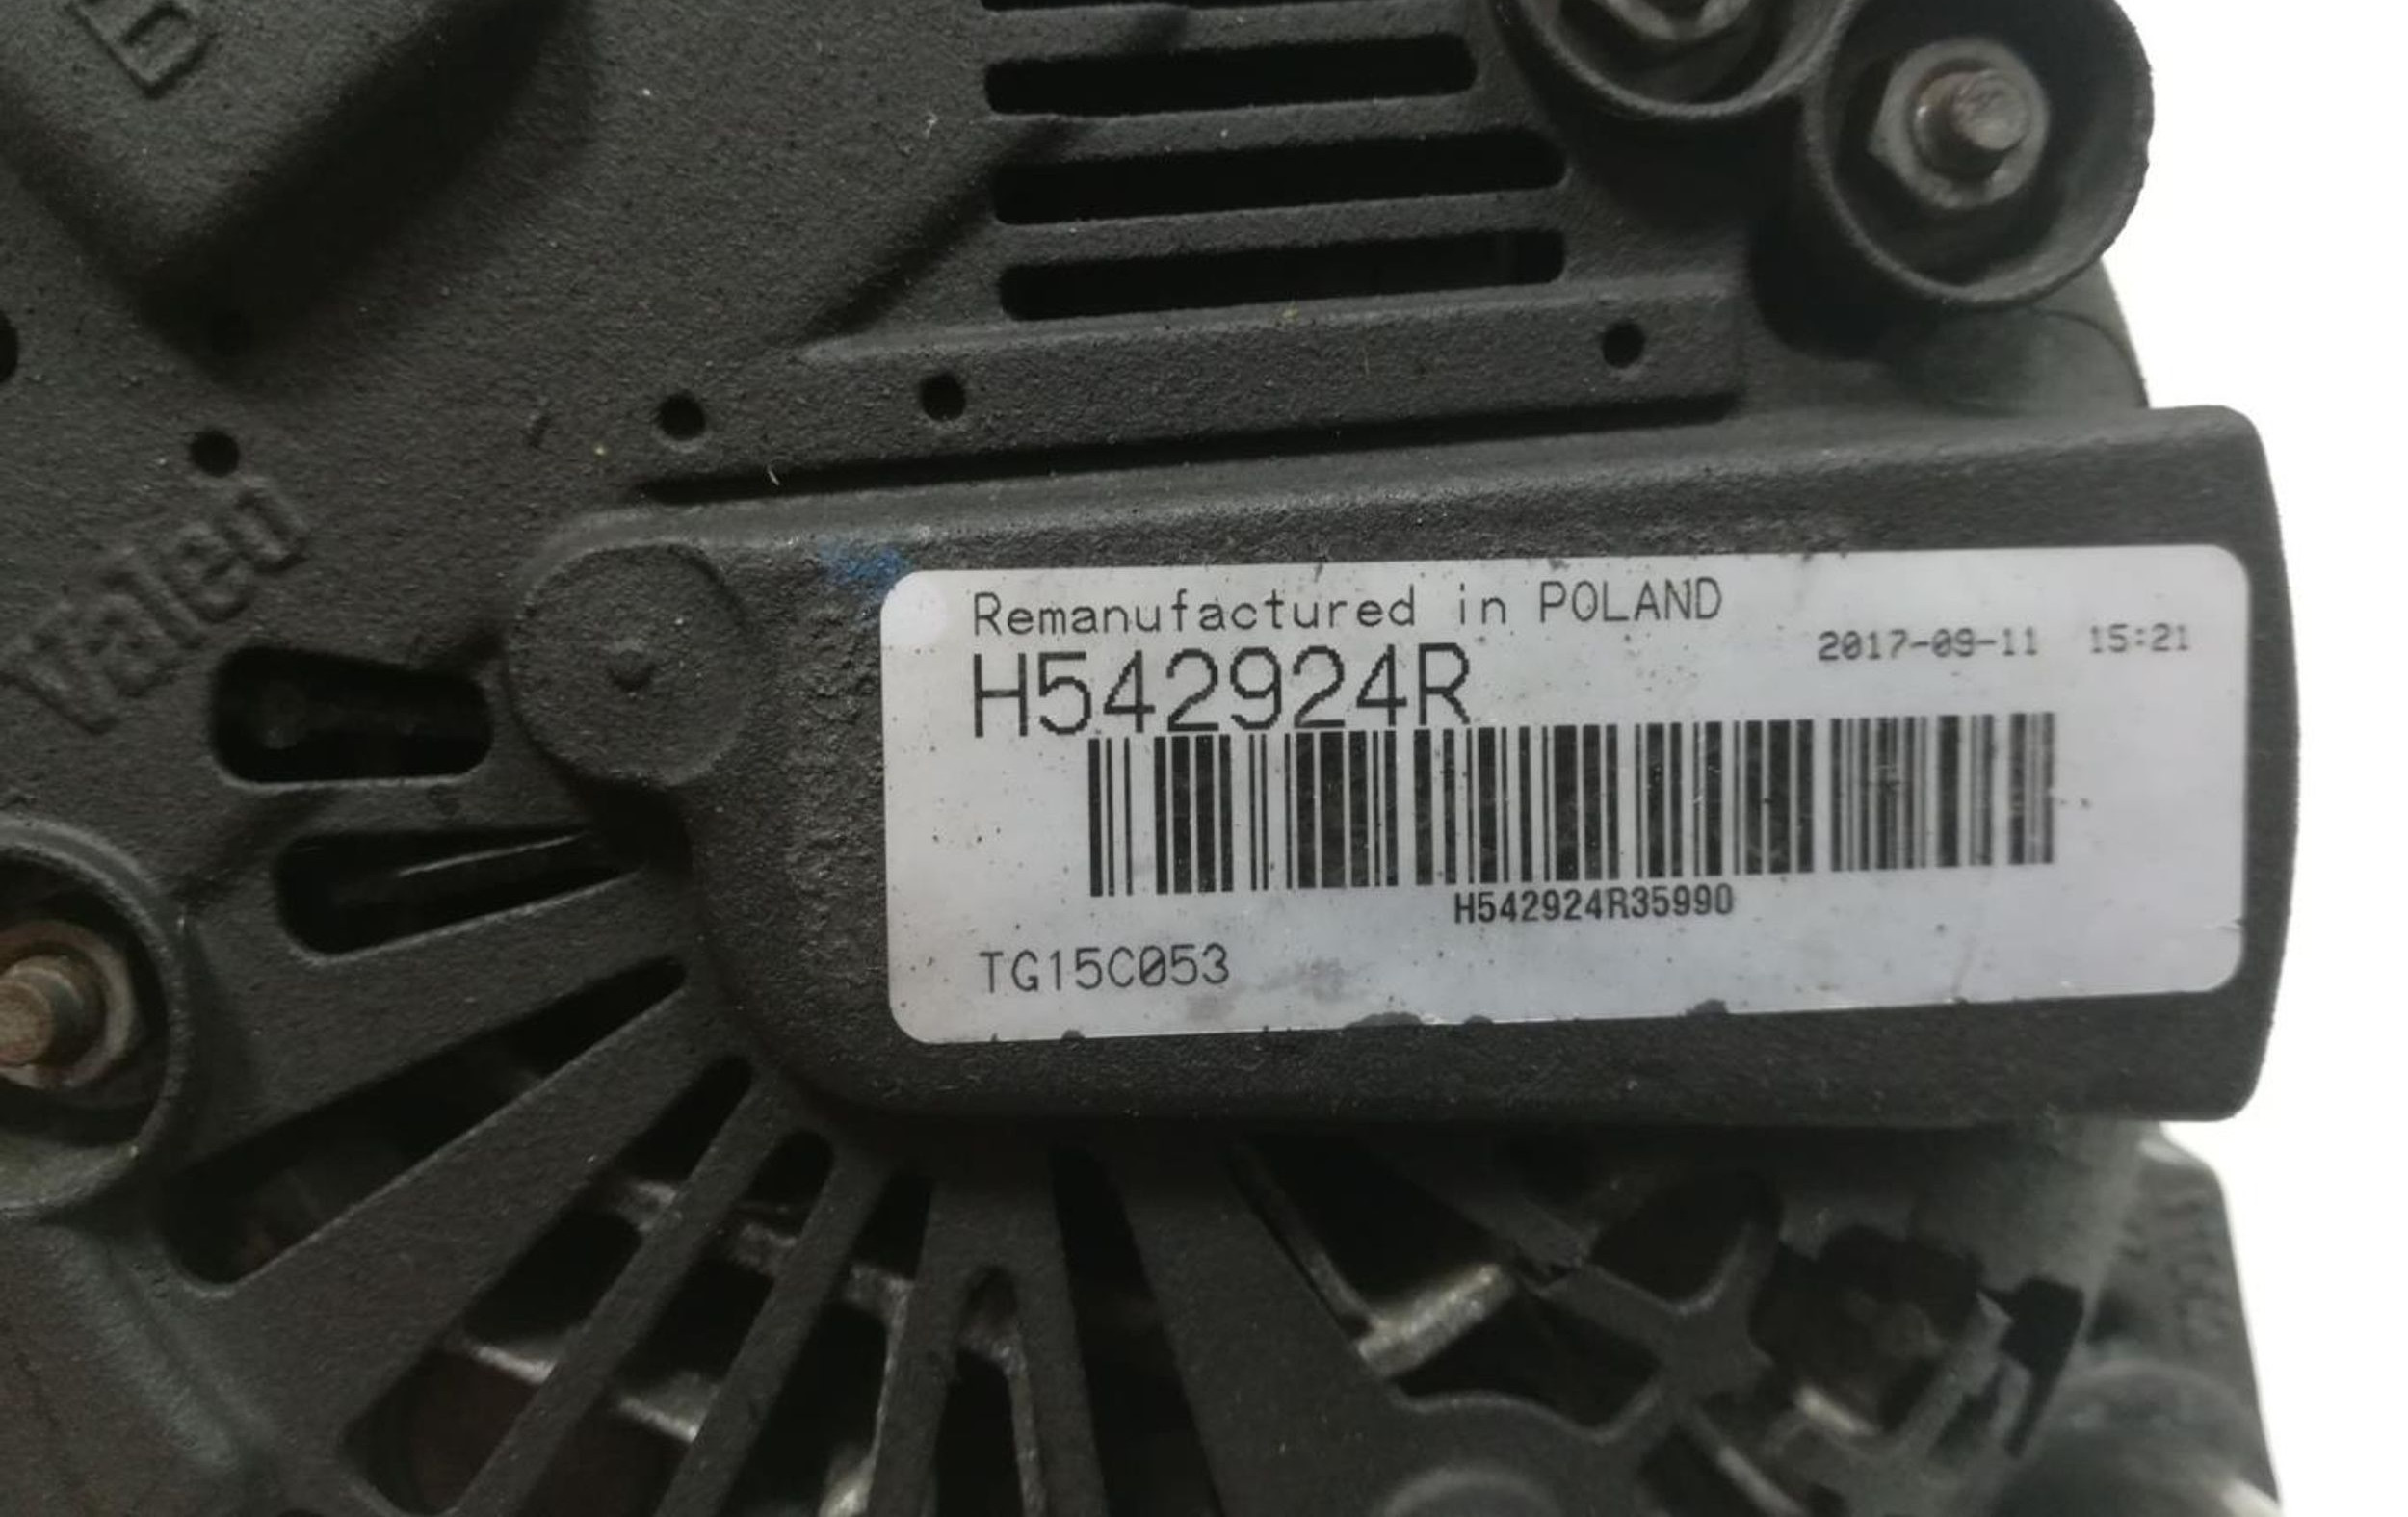 Valeo
Remanufactured in POLAND
2017-09-11 15:21
H542924R
H542924R35990
TG15C053